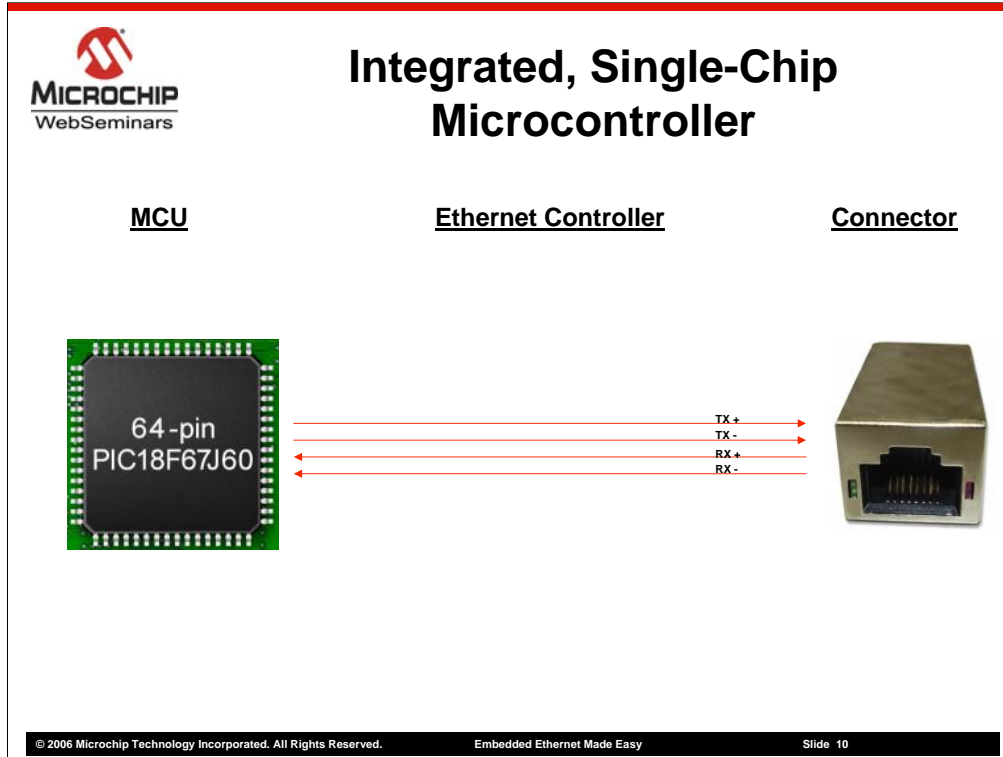 MICROCHIP
WebSeminars
Integrated, Single-Chip
Microcontroller
MCU
Ethernet Controller
Connector
64-pin
PIC18F67J60
TX +
TX -
RX +
RX -
© 2006 Microchip Technology Incorporated. All Rights Reserved. Embedded Ethernet Made Easy Slide 10